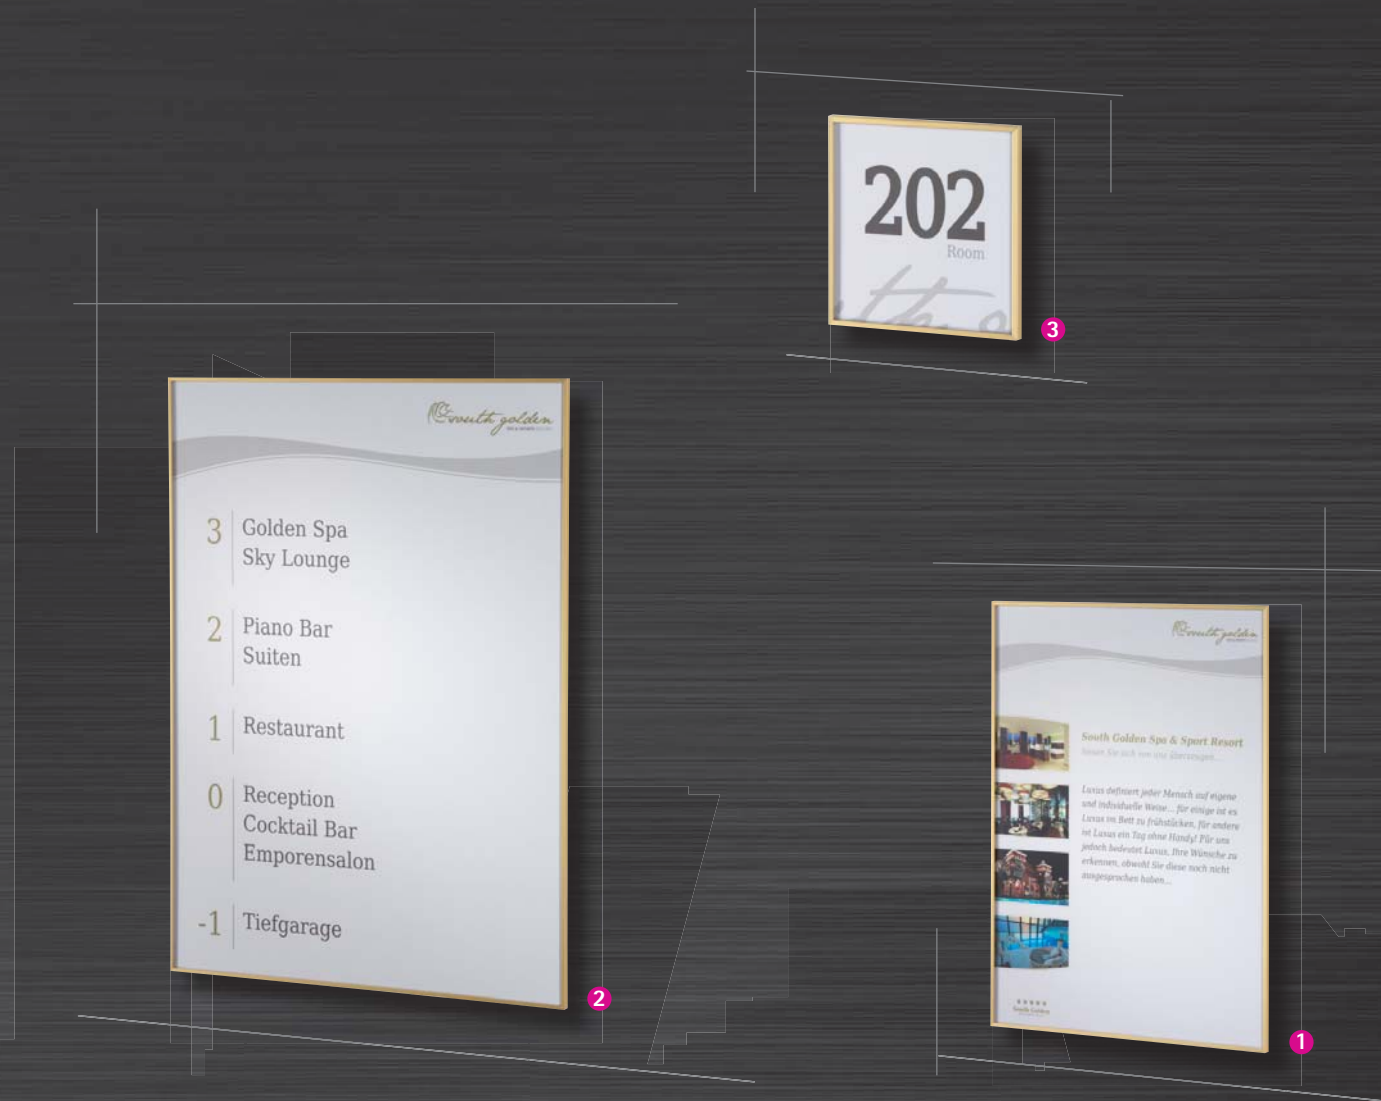 202
Room
3
south golden
3
Golden Spa
Sky Lounge
2
Piano Bar
Suiten
1
Restaurant
0
Reception
Cocktail Bar
Emporensalon
-1
Tiefgarage
2
south golden
South Golden Spa & Sport Resort
Luxus definiert jeder Mensch auf eigene
und individuelle Weise... für einige ist es
Luxus im Bett zu frühstücken, für andere
ist Luxus ein Tag ohne Handy! Für uns
jedoch bedeutet Luxus, Ihre Wünsche zu
erkennen, obwohl Sie diese noch nicht
ausgesprochen haben...
South Golden
1